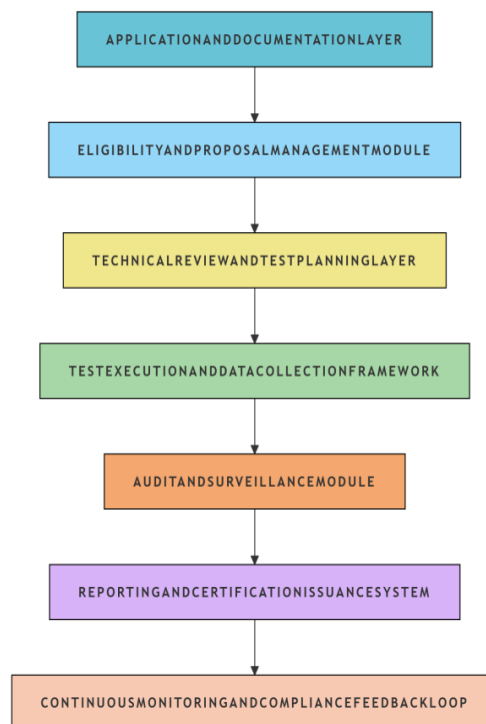 APPLICATIONANDDOCUMENTATIONLAYER
ELIGIBILITYANDPROPOSALMANAGEMENTMODULE
TECHNICALREVIEWANDTESTPLANNINGLAYER
TESTEXECUTIONANDDATACOLLECTIONFRAMEWORK
AUDITANDSURVEILLANCEMODULE
REPORTINGANDCERTIFICATIONISSUANCESYSTEM
CONTINUOUSMONITORINGANDCOMPLIANCEFEEDBACKLOOP